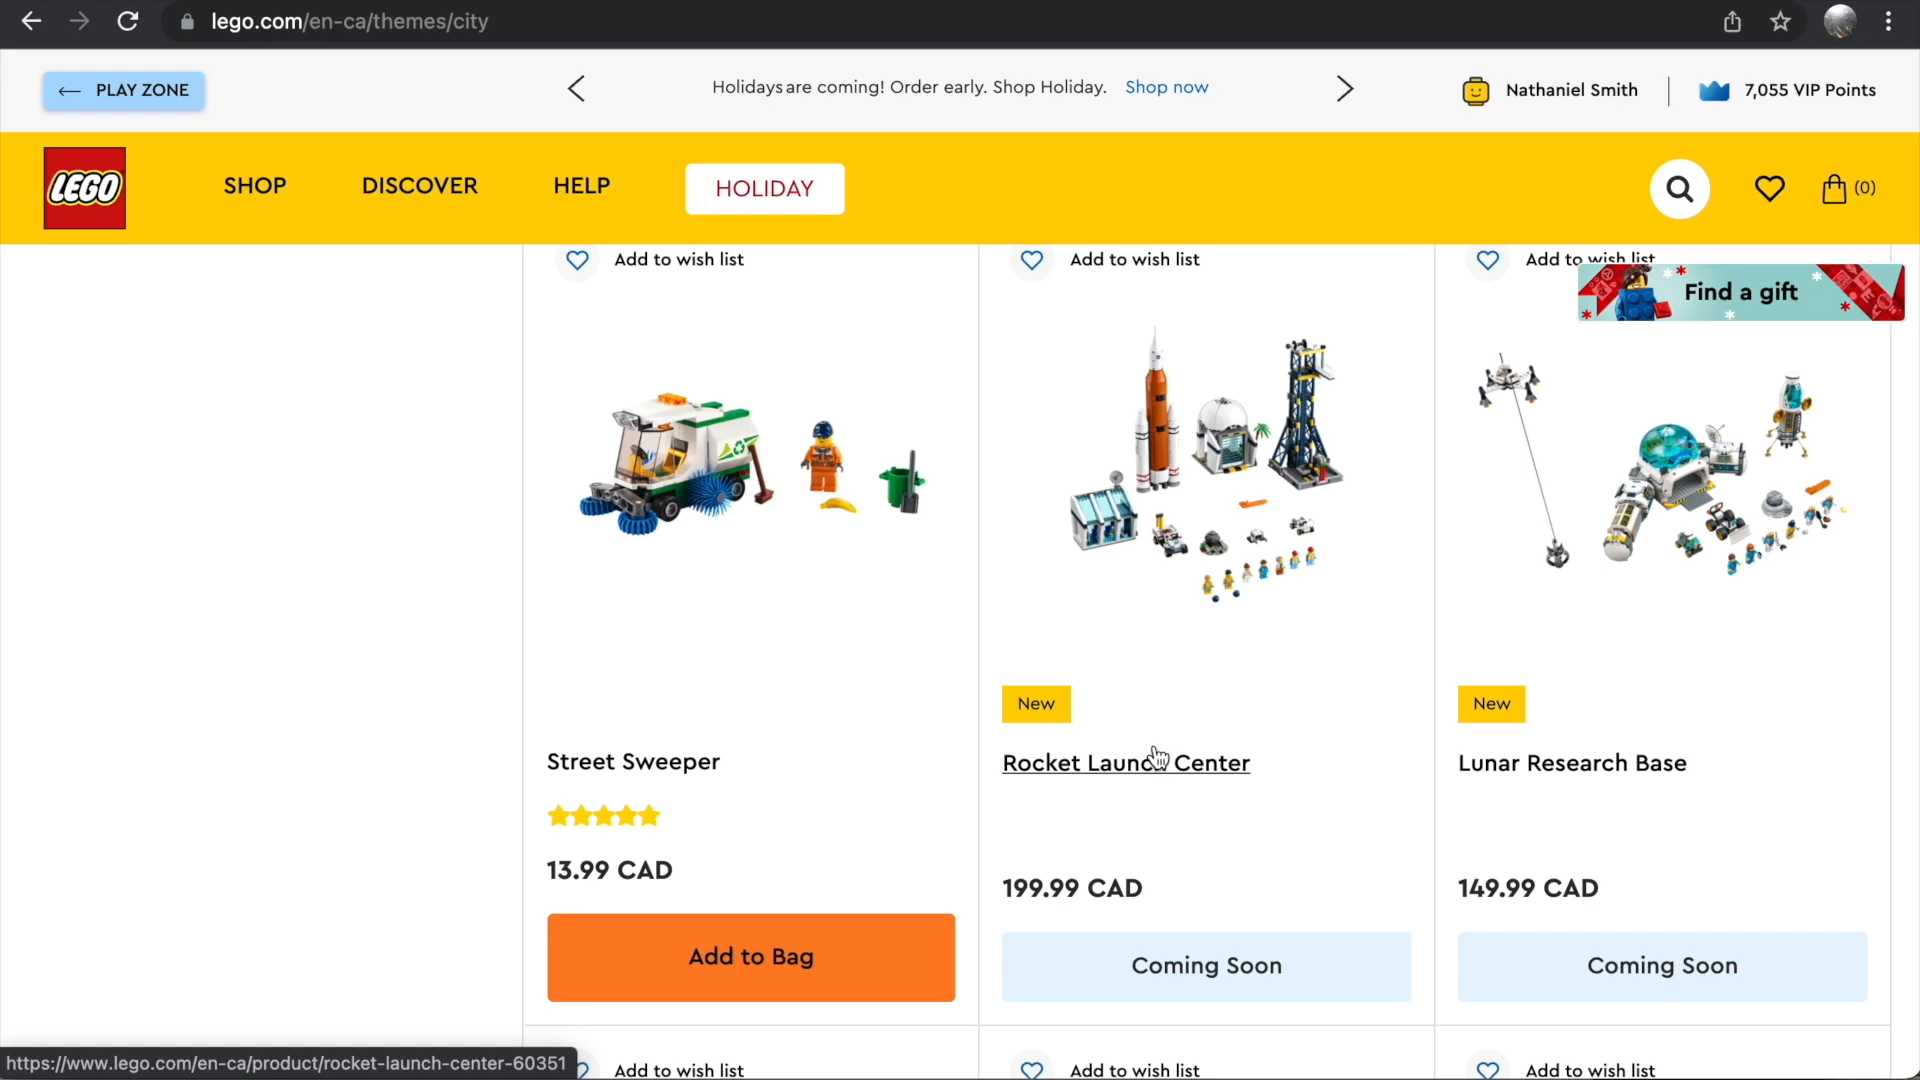 lego.com/en-ca/themes/city
PLAY ZONE
Holidays are coming! Order early. Shop Holiday. Shop now
Nathaniel Smith
7,055 VIP Points
LEGO
SHOP
DISCOVER
HELP
HOLIDAY
(0)
Add to wish list
Add to wish list
Add to wish list
Find a gift
New
New
Street Sweeper
Rocket Launch Center
Lunar Research Base
13.99 CAD
199.99 CAD
149.99 CAD
Add to Bag
Coming Soon
Coming Soon
https://www.lego.com/en-ca/product/rocket-launch-center-60351
Add to wish list
Add to wish list
Add to wish list